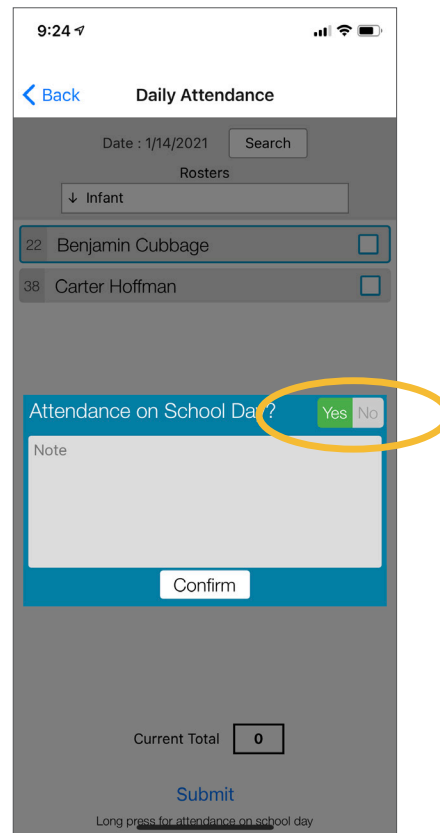 9:24
Back Daily Attendance
Date : 1/14/2021 Search
Rosters
↓ Infant
22 Benjamin Cubbage
38 Carter Hoffman
Attendance on School Day? Yes No
Note
Confirm
Current Total 0
Submit
Long press for attendance on school day